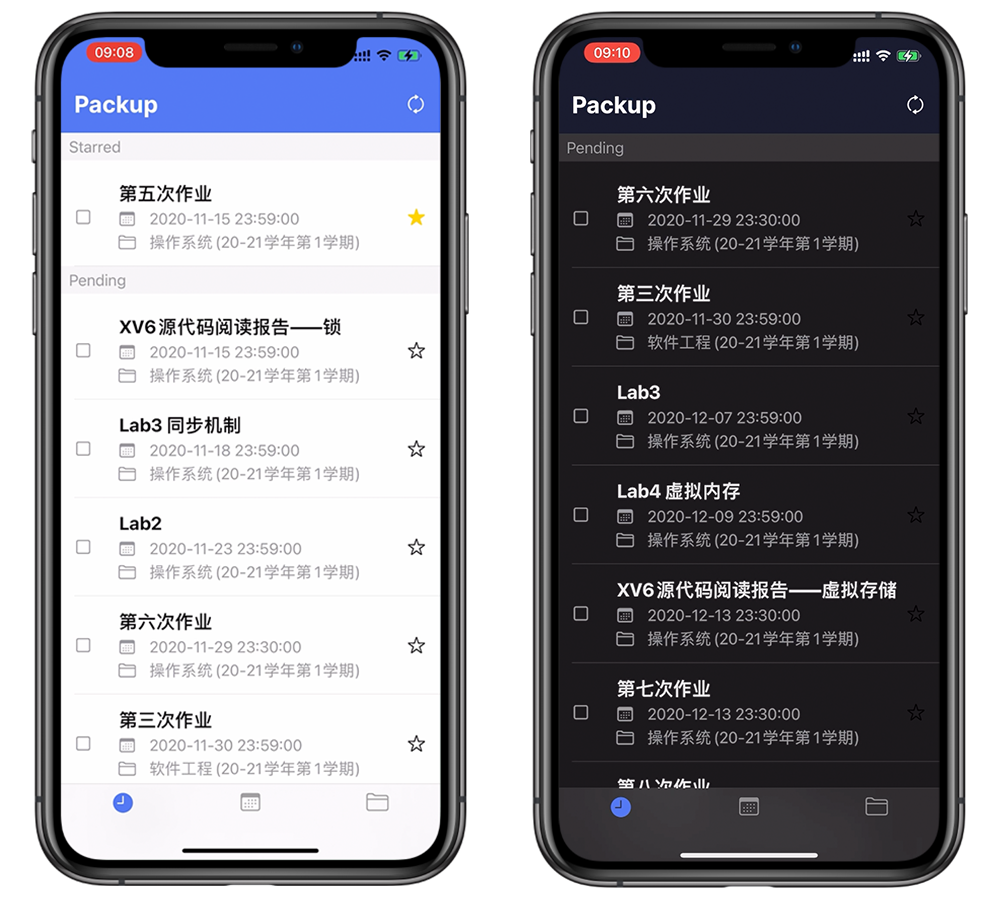 09:08
Packup
Starred
第五次作业
2020-11-15 23:59:00
操作系统 (20-21学年第1学期)
Pending
XV6源代码阅读报告——锁
2020-11-15 23:59:00
操作系统 (20-21学年第1学期)
Lab3 同步机制
2020-11-18 23:59:00
操作系统 (20-21学年第1学期)
Lab2
2020-11-23 23:59:00
操作系统 (20-21学年第1学期)
第六次作业
2020-11-29 23:30:00
操作系统 (20-21学年第1学期)
第三次作业
2020-11-30 23:59:00
软件工程 (20-21学年第1学期)
09:10
Packup
Pending
第六次作业
2020-11-29 23:30:00
操作系统 (20-21学年第1学期)
第三次作业
2020-11-30 23:59:00
软件工程 (20-21学年第1学期)
Lab3
2020-12-07 23:59:00
操作系统 (20-21学年第1学期)
Lab4 虚拟内存
2020-12-09 23:59:00
操作系统 (20-21学年第1学期)
XV6源代码阅读报告——虚拟存储
2020-12-13 23:30:00
操作系统 (20-21学年第1学期)
第七次作业
2020-12-13 23:30:00
操作系统 (20-21学年第1学期)
第八次作业